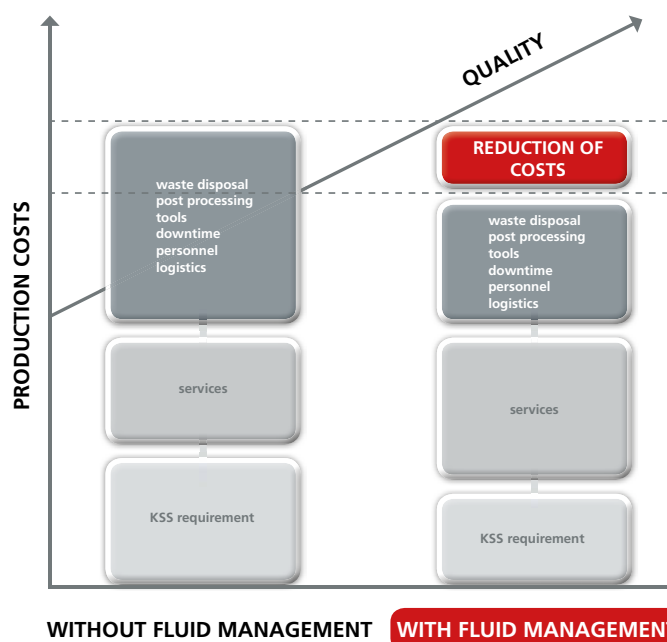 QUALITY
PRODUCTION COSTS
waste disposal
post processing
tools
downtime
personnel
logistics
services
KSS requirement
REDUCTION OF
COSTS
waste disposal
post processing
tools
downtime
personnel
logistics
services
KSS requirement
WITHOUT FLUID MANAGEMENT
WITH FLUID MANAGEMEN